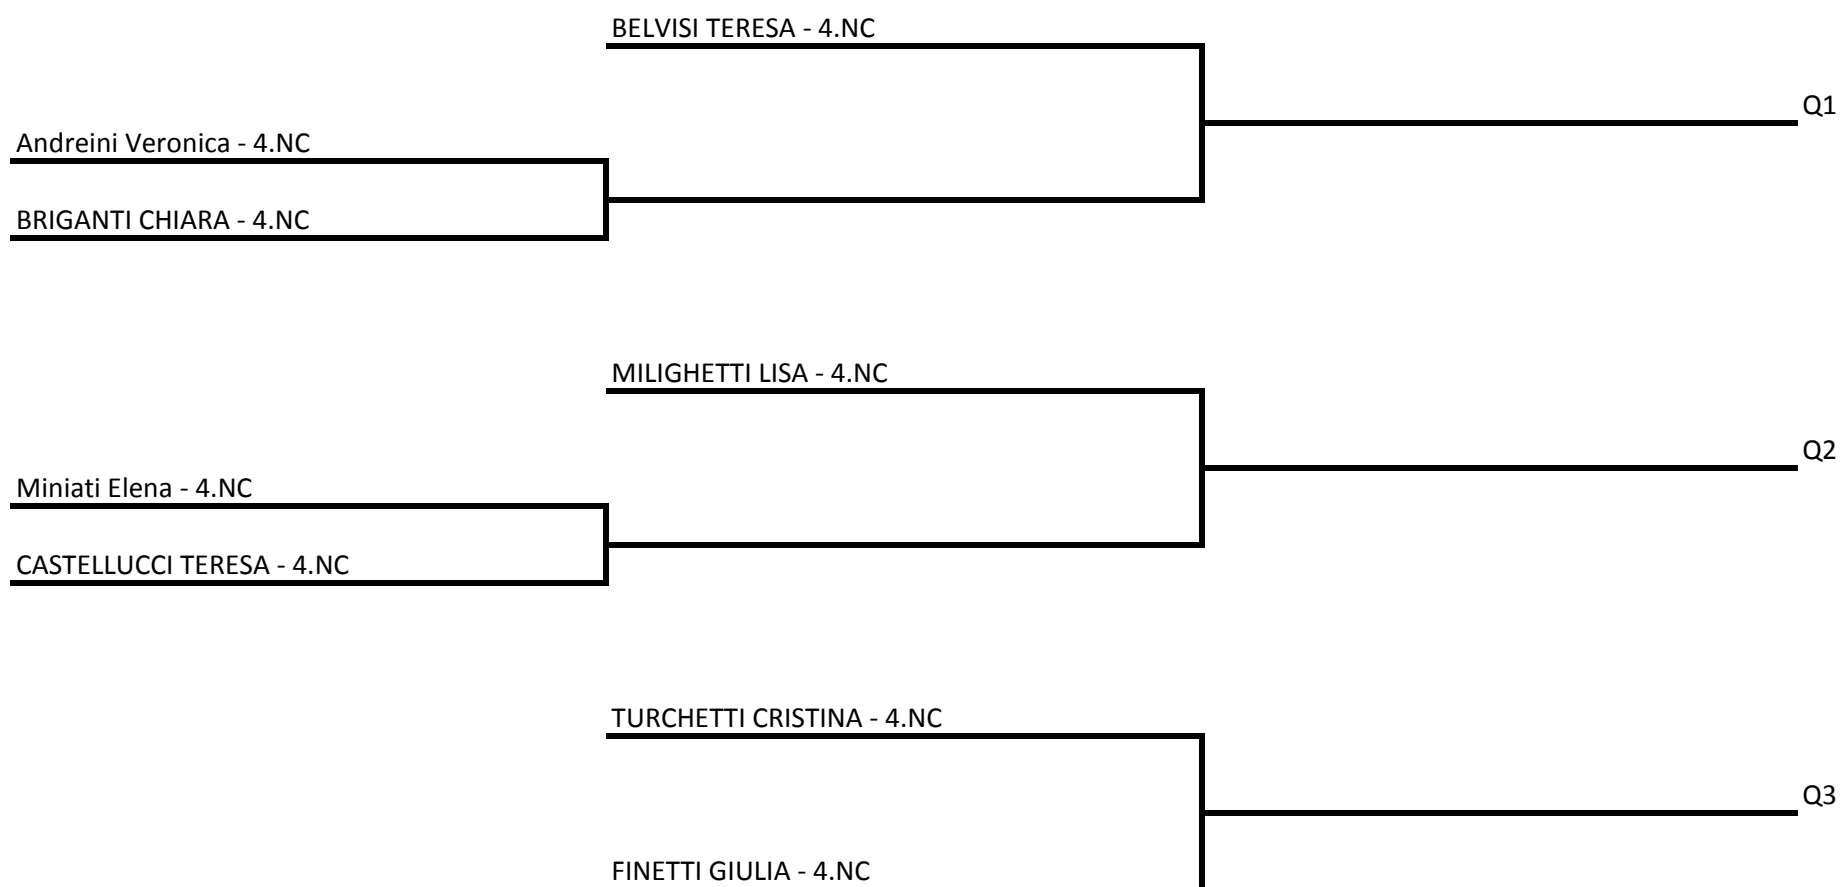 BELVISI TERESA - 4.NC
Q1
Andreini Veronica - 4.NC
BRIGANTI CHIARA - 4.NC
MILIGHETTI LISA - 4.NC
Q2
Miniati Elena - 4.NC
CASTELLUCCI TERESA - 4.NC
TURCHETTI CRISTINA - 4.NC
Q3
FINETTI GIULIA - 4.NC